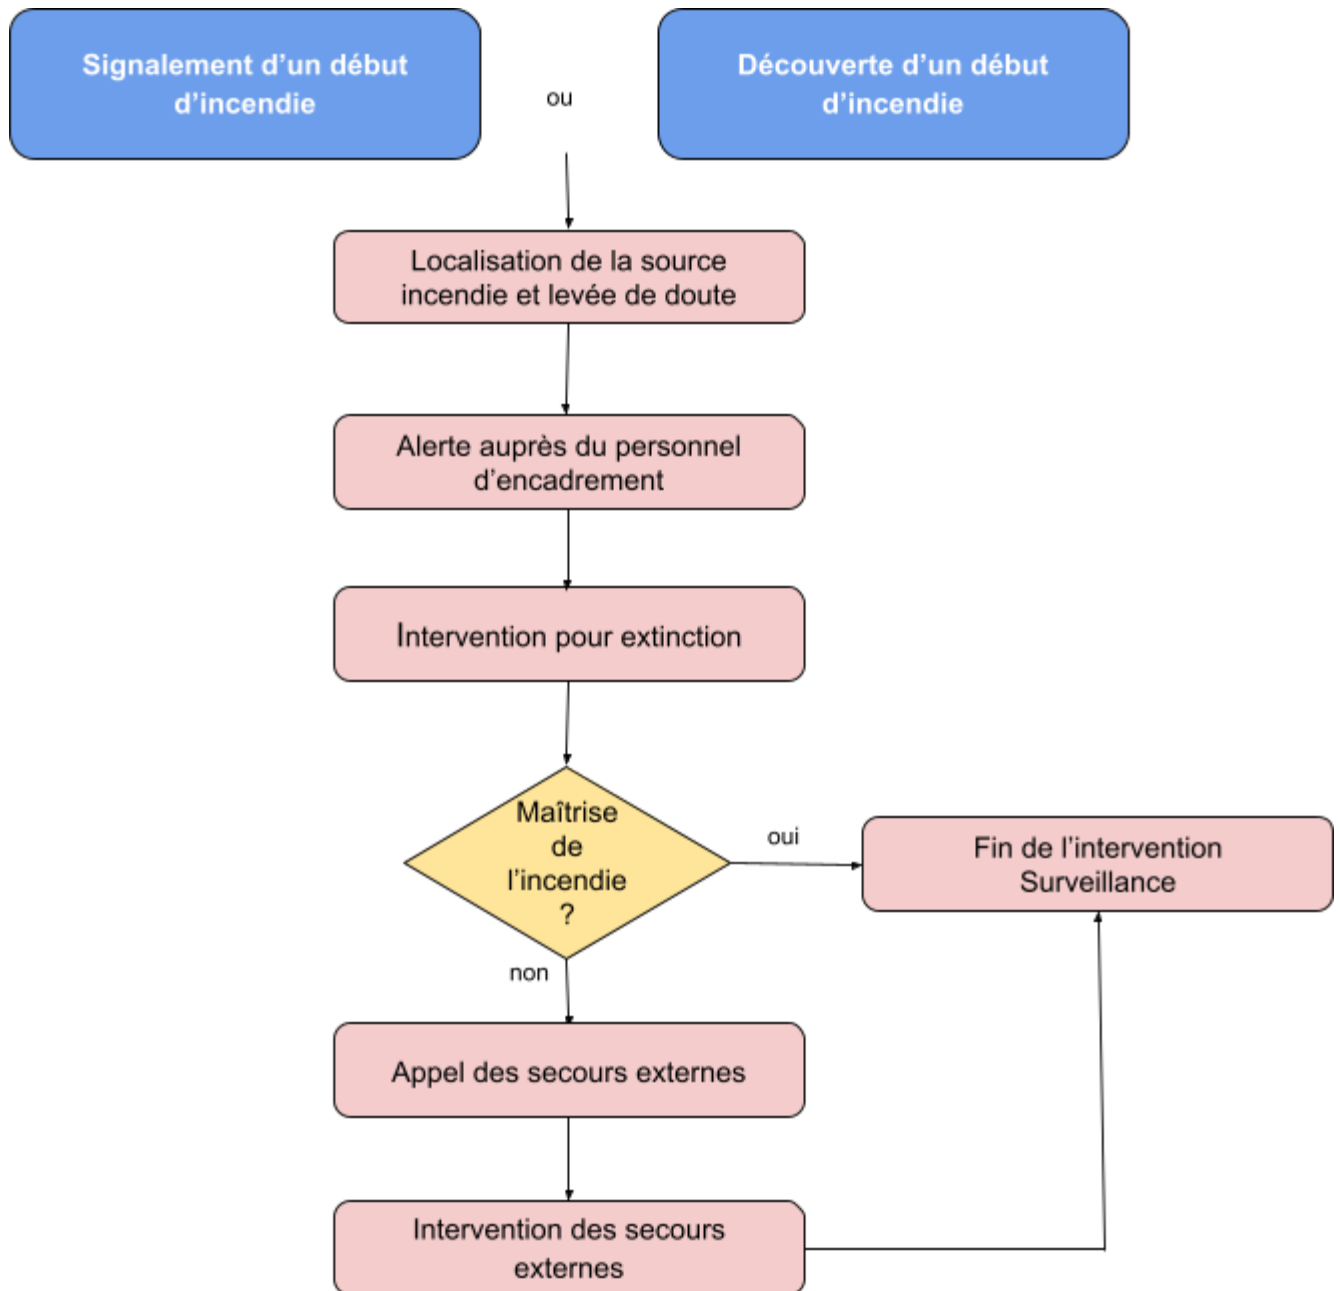 Signalement d’un début
d’incendie
ou
Découverte d’un début
d’incendie
Localisation de la source
incendie et levée de doute
Alerte auprès du personnel
d’encadrement
Intervention pour extinction
Maîtrise
de
l’incendie
?
oui
Fin de l’intervention
Surveillance
non
Appel des secours externes
Intervention des secours
externes